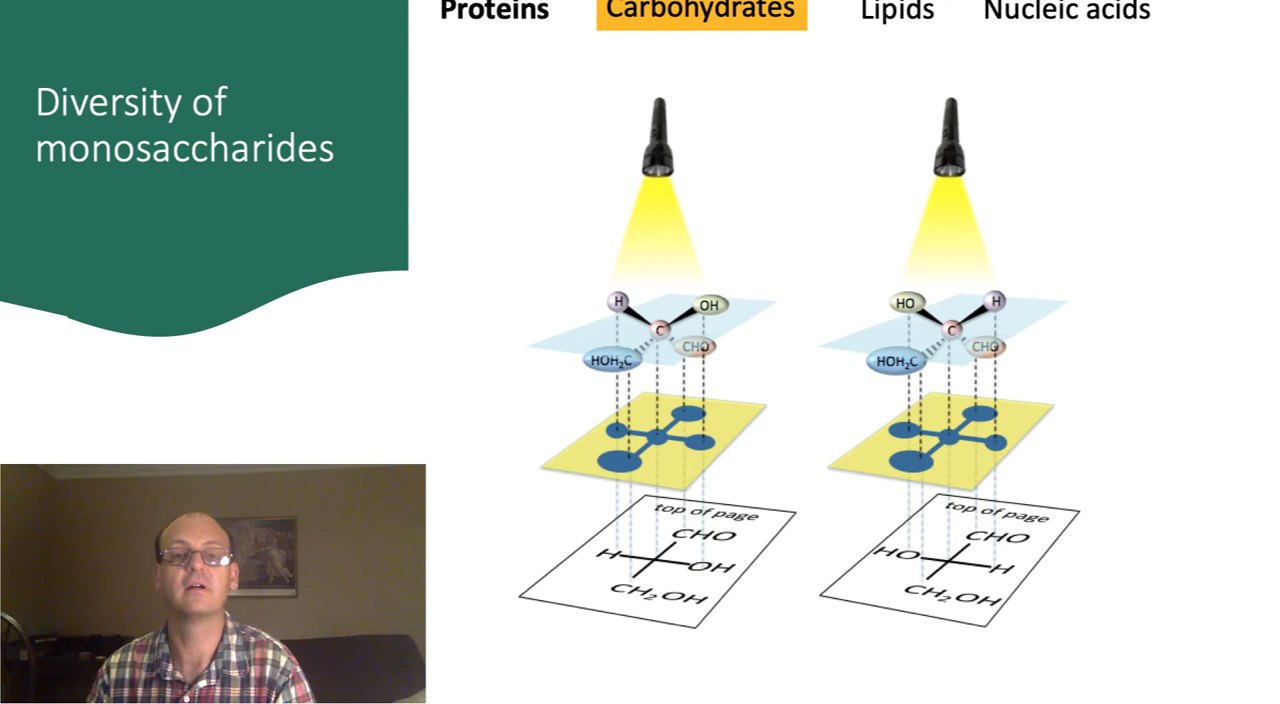 Proteins Carbohydrates Lipids Nucleic acids
Diversity of
monosaccharides
H OH
C
HOH₂C CHO
HO H
C
HOH₂C CHO
top of page
CHO
H OH
CH₂OH
top of page
CHO
HO H
CH₂OH